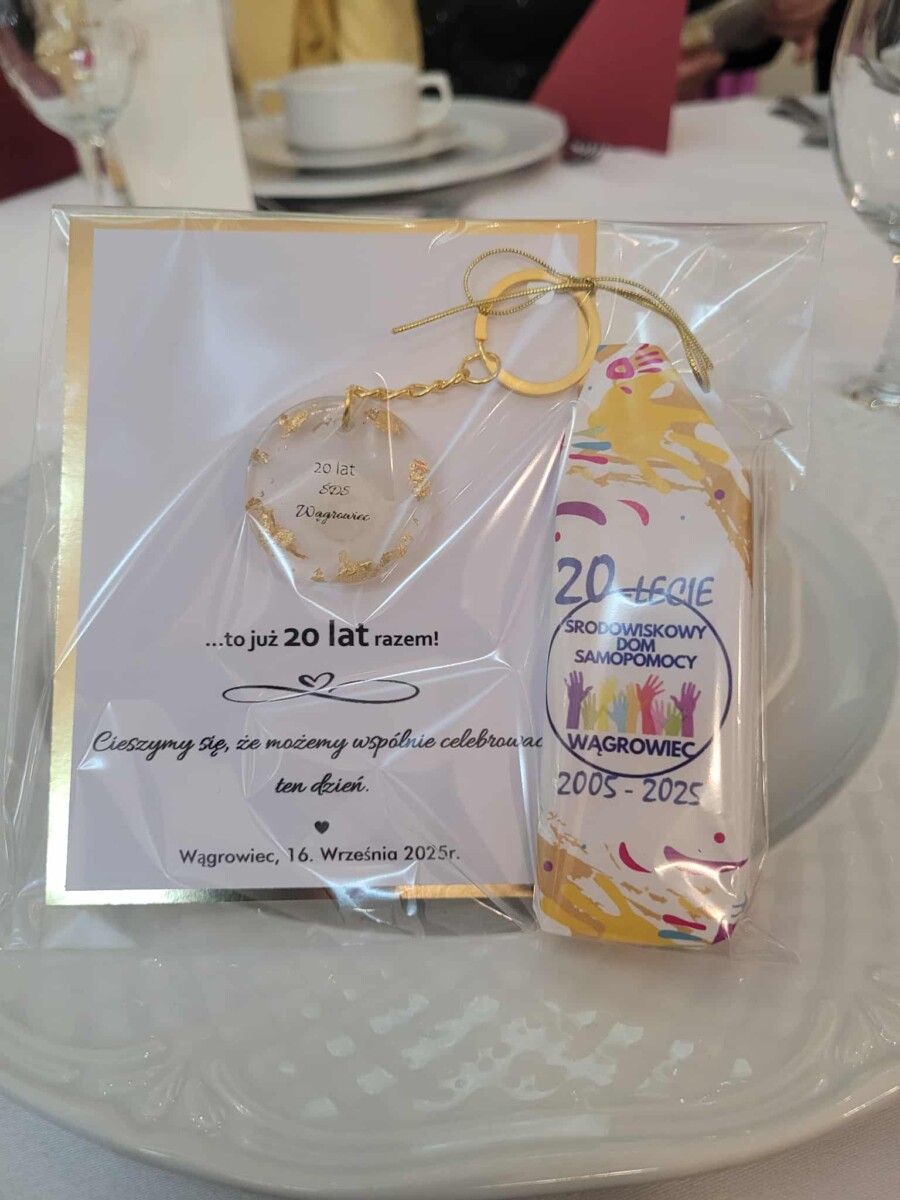 20 lat
ŚDS
Wągrowiec
...to już 20 lat razem!
Cieszymy się, że możemy wspólnie celebrować
ten dzień.
Wągrowiec, 16. Września 2025r.
20-LECIE
ŚRODOWISKOWY
DOM
SAMOPOMOCY
WĄGROWIEC
2005 - 2025